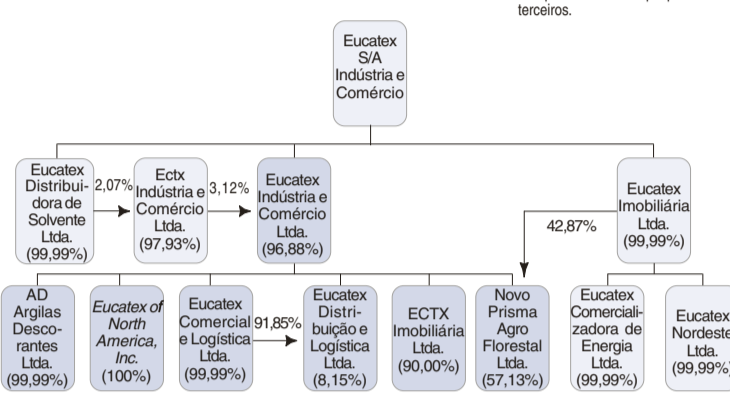 terceiros.
Eucatex
S/A
Indústria e
Comércio
Eucatex
Distribui-
dora de
Solvente
Ltda.
(99,99%)
2,07%
Ectx
Indústria e
Comércio
Ltda.
(97,93%)
3,12%
Eucatex
Indústria e
Comércio
Ltda.
(96,88%)
Eucatex
Imobiliária
Ltda.
(99,99%)
42,87%
AD
Argilas
Desco-
rantes
Ltda.
(99,99%)
Eucatex of
North
America,
Inc.
(100%)
Eucatex
Comercial
e Logística
Ltda.
(99,99%)
91,85%
Eucatex
Distri-
buição e
Logística
Ltda.
(8,15%)
ECTX
Imobiliária
Ltda.
(90,00%)
Novo
Prisma
Agro
Florestal
Ltda.
(57,13%)
Eucatex
Comerciali-
zadora de
Energia
Ltda.
(99,99%)
Eucatex
Nordeste
Ltda.
(99,99%)